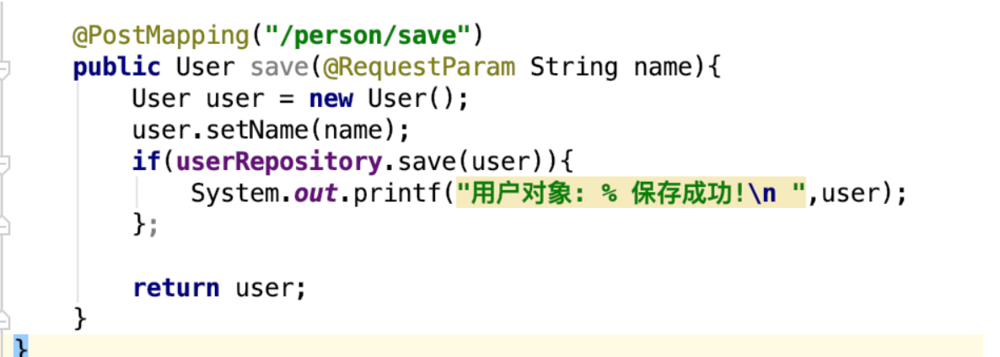 @PostMapping("/person/save")
public User save(@RequestParam String name){
User user = new User();
user.setName(name);
if(userRepository.save(user)){
System.out.printf("用户对象: % 保存成功!\n ",user);
};
return user;
}
}